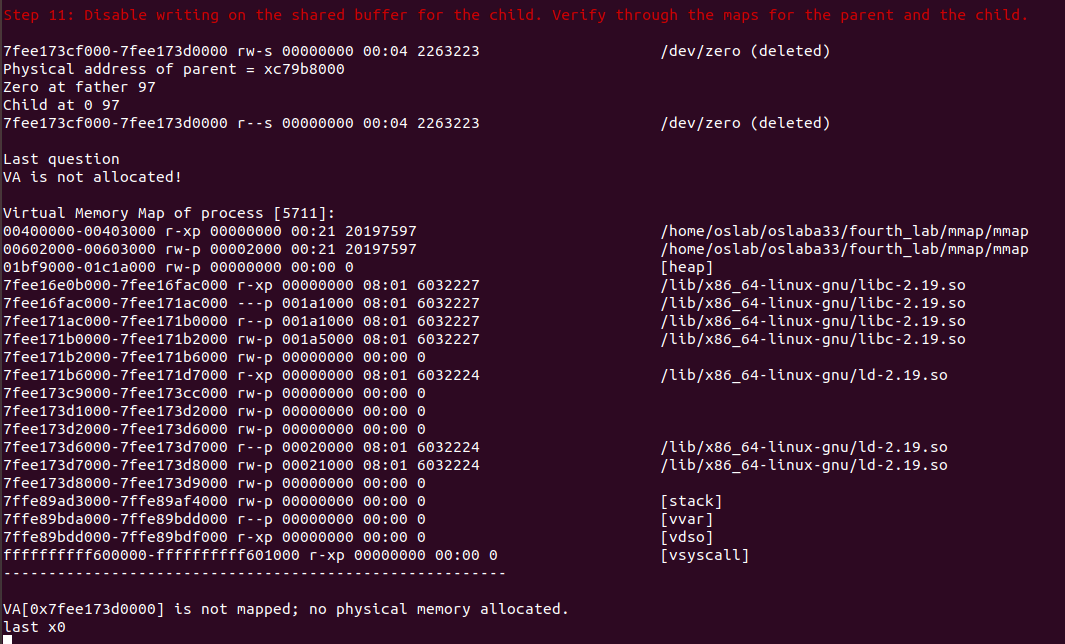 Step 11: Disable writing on the shared buffer for the child. Verify through the maps for the parent and the child.
7fee173cf000-7fee173d0000 rw-s 00000000 00:04 2263223 /dev/zero (deleted)
Physical address of parent = xc79b8000
Zero at father 97
Child at 0 97
7fee173cf000-7fee173d0000 r--s 00000000 00:04 2263223 /dev/zero (deleted)
Last question
VA is not allocated!
Virtual Memory Map of process [5711]:
00400000-00403000 r-xp 00000000 00:21 20197597 /home/oslab/oslaba33/fourth_lab/mmap/mmap
00602000-00603000 rw-p 00002000 00:21 20197597 /home/oslab/oslaba33/fourth_lab/mmap/mmap
01bf9000-01c1a000 rw-p 00000000 00:00 0 [heap]
7fee16e0b000-7fee16fac000 r-xp 00000000 08:01 6032227 /lib/x86_64-linux-gnu/libc-2.19.so
7fee16fac000-7fee171ac000 ---p 001a1000 08:01 6032227 /lib/x86_64-linux-gnu/libc-2.19.so
7fee171ac000-7fee171b0000 r--p 001a1000 08:01 6032227 /lib/x86_64-linux-gnu/libc-2.19.so
7fee171b0000-7fee171b2000 rw-p 001a5000 08:01 6032227 /lib/x86_64-linux-gnu/libc-2.19.so
7fee171b2000-7fee171b6000 rw-p 00000000 00:00 0
7fee171b6000-7fee171d7000 r-xp 00000000 08:01 6032224 /lib/x86_64-linux-gnu/ld-2.19.so
7fee173c9000-7fee173cc000 rw-p 00000000 00:00 0
7fee173d1000-7fee173d2000 rw-p 00000000 00:00 0
7fee173d2000-7fee173d6000 rw-p 00000000 00:00 0
7fee173d6000-7fee173d7000 r--p 00020000 08:01 6032224 /lib/x86_64-linux-gnu/ld-2.19.so
7fee173d7000-7fee173d8000 rw-p 00021000 08:01 6032224 /lib/x86_64-linux-gnu/ld-2.19.so
7fee173d8000-7fee173d9000 rw-p 00000000 00:00 0
7ffe89ad3000-7ffe89af4000 rw-p 00000000 00:00 0 [stack]
7ffe89bda000-7ffe89bdd000 r--p 00000000 00:00 0 [vvar]
7ffe89bdd000-7ffe89bdf000 r-xp 00000000 00:00 0 [vdso]
ffffffffff600000-ffffffffff601000 r-xp 00000000 00:00 0 [vsyscall]
--------------------------------------------------------
VA[0x7fee173d0000] is not mapped; no physical memory allocated.
last x0